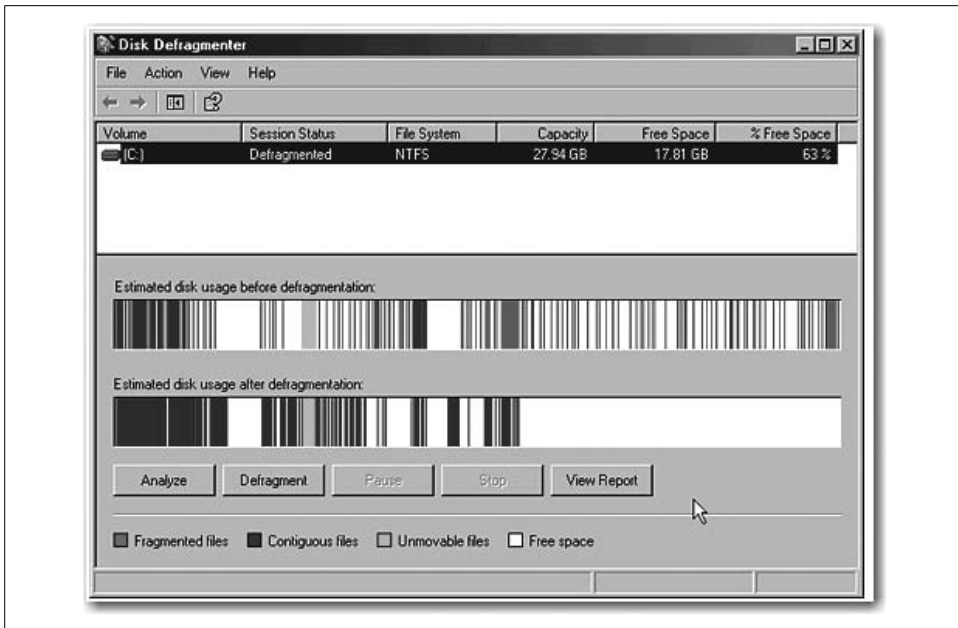 Disk Defragmenter
File Action View Help
Volume Session Status File System Capacity Free Space % Free Space
(C:) Defragmented NTFS 27.94 GB 17.81 GB 63 %
Estimated disk usage before defragmentation:
Estimated disk usage after defragmentation:
Analyze Defragment Pause Stop View Report
Fragmented files Contiguous files Unmovable files Free space